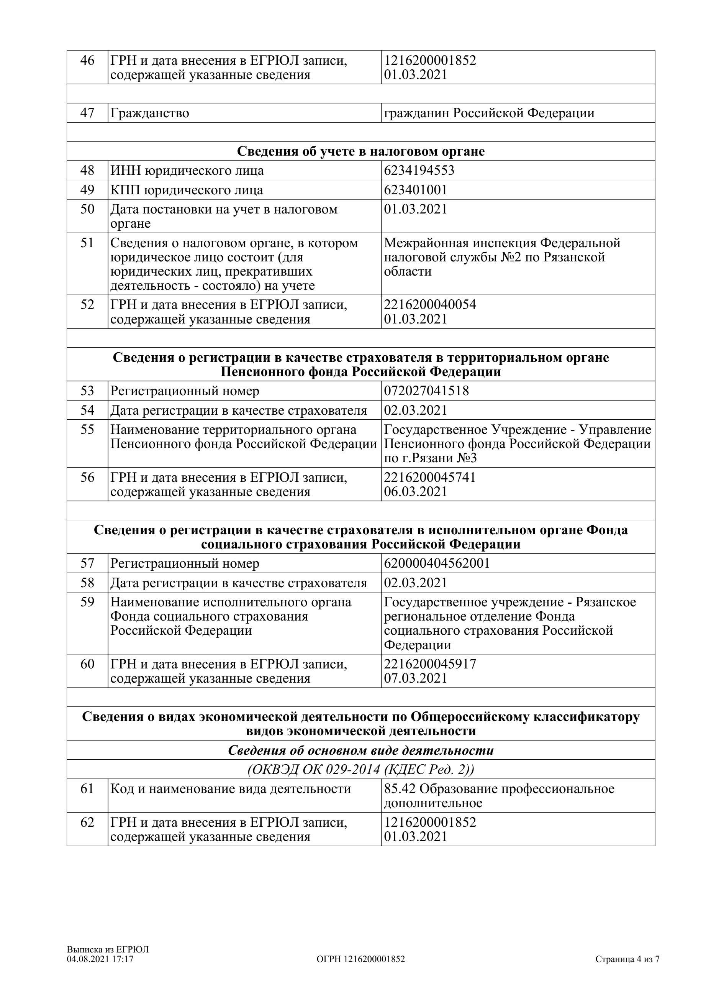 46 ГРН и дата внесения в ЕГРЮЛ записи, 1216200001852
содержащей указанные сведения 01.03.2021
47 Гражданство гражданин Российской Федерации
Сведения об учете в налоговом органе
48 ИНН юридического лица 6234194553
49 КПП юридического лица 623401001
50 Дата постановки на учет в налоговом 01.03.2021
органе
51 Сведения о налоговом органе, в котором Межрайонная инспекция Федеральной
юридическое лицо состоит (для налоговой службы №2 по Рязанской
юридических лиц, прекративших области
деятельность - состояло) на учете
52 ГРН и дата внесения в ЕГРЮЛ записи, 2216200040054
содержащей указанные сведения 01.03.2021
Сведения о регистрации в качестве страхователя в территориальном органе
Пенсионного фонда Российской Федерации
53 Регистрационный номер 072027041518
54 Дата регистрации в качестве страхователя 02.03.2021
55 Наименование территориального органа Государственное Учреждение - Управление
Пенсионного фонда Российской Федерации Пенсионного фонда Российской Федерации
по г.Рязани №3
56 ГРН и дата внесения в ЕГРЮЛ записи, 2216200045741
содержащей указанные сведения 06.03.2021
Сведения о регистрации в качестве страхователя в исполнительном органе Фонда
социального страхования Российской Федерации
57 Регистрационный номер 620000404562001
58 Дата регистрации в качестве страхователя 02.03.2021
59 Наименование исполнительного органа Государственное учреждение - Рязанское
Фонда социального страхования региональное отделение Фонда
Российской Федерации социального страхования Российской
Федерации
60 ГРН и дата внесения в ЕГРЮЛ записи, 2216200045917
содержащей указанные сведения 07.03.2021
Сведения о видах экономической деятельности по Общероссийскому классификатору
видов экономической деятельности
Сведения об основном виде деятельности
(ОКВЭД ОК 029-2014 (КДЕС Ред. 2))
61 Код и наименование вида деятельности 85.42 Образование профессиональное
дополнительное
62 ГРН и дата внесения в ЕГРЮЛ записи, 1216200001852
содержащей указанные сведения 01.03.2021
Выписка из ЕГРЮЛ
04.08.2021 17:17 ОГРН 1216200001852 Страница 4 из 7